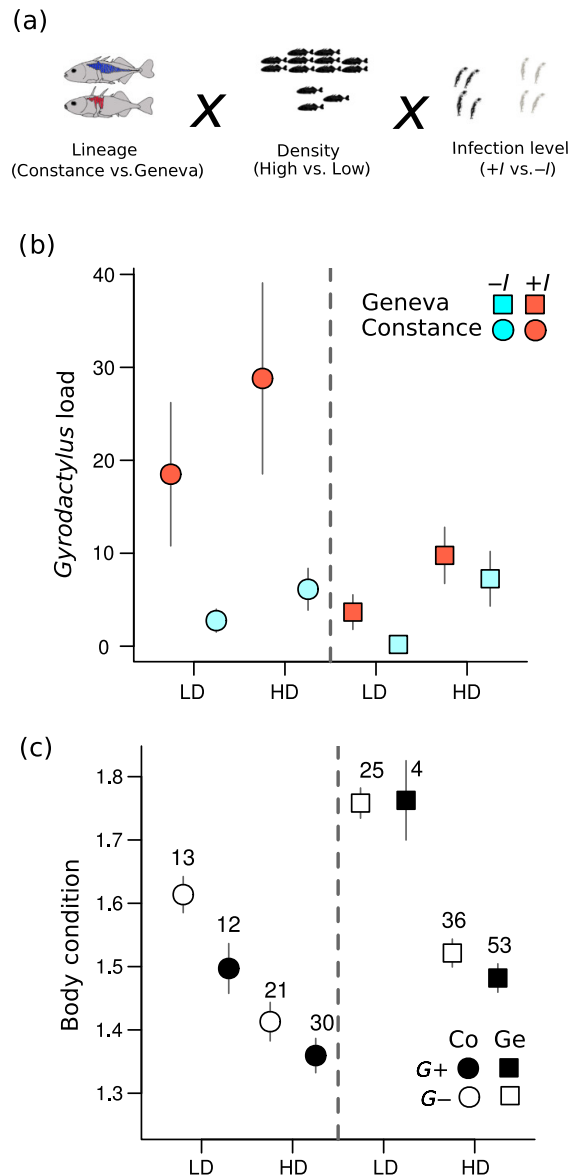 (a)
X X
Lineage Density Infection level
(Constance vs.Geneva) (High vs. Low) (+I vs.–I)
(b)
–I +I
Geneva
Constance
Gyrodactylus load
40
30
20
10
0
LD HD LD HD
(c)
Body condition
1.8
1.7
1.6
1.5
1.4
1.3
13
12
21
30
25 4
36
53
Co Ge
G+
G–
LD HD LD HD